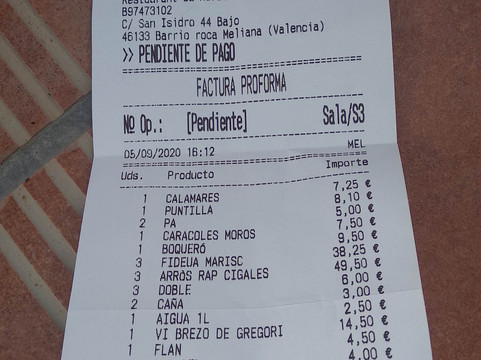 Restaurant
B97473102
C/ San Isidro 44 Bajo
46133 Barrio roca Meliana (Valencia)
>> PENDIENTE DE PAGO
FACTURA PROFORMA
Nº Op.: [Pendiente] Sala/S3
05/09/2020 16:12 MEL
Uds. Producto Importe
1 CALAMARES 7,25 €
1 PUNTILLA 8,10 €
2 PA 5,00 €
1 CARACOLES MOROS 7,50 €
1 BOQUERÓ 9,50 €
3 FIDEUA MARISC 38,25 €
3 ARRÒS RAP CIGALES 49,50 €
3 DOBLE 6,00 €
2 CAÑA 3,00 €
1 AIGUA 1L 2,50 €
1 VI BREZO DE GREGORI 14,50 €
1 FLAN 4,50 €
4,00 €